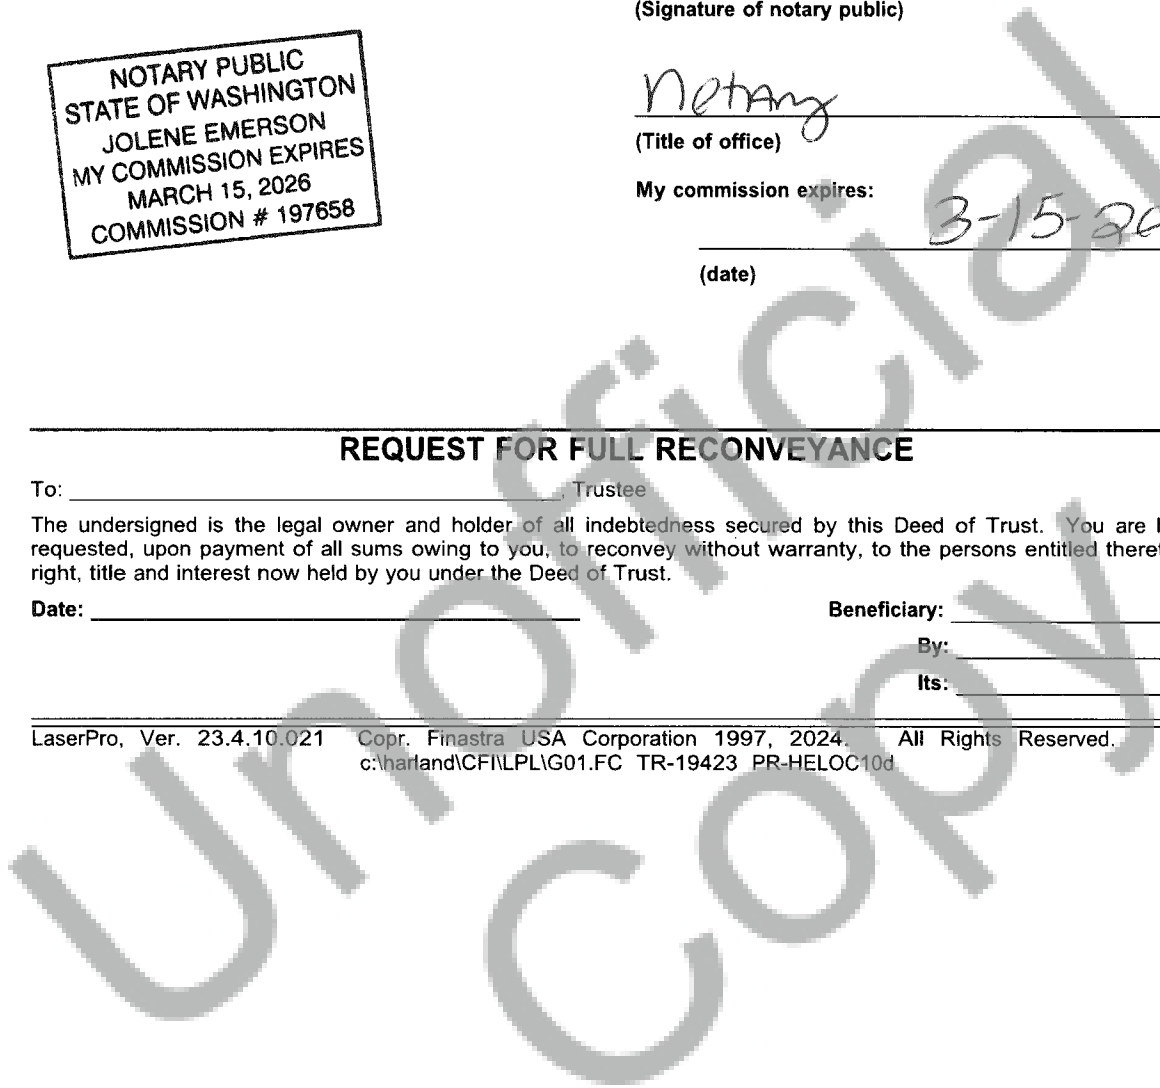 (Signature of notary public)
NOTARY PUBLIC
STATE OF WASHINGTON
JOLENE EMERSON
MY COMMISSION EXPIRES
MARCH 15, 2026
COMMISSION # 197658
Notary
(Title of office)
My commission expires:
3-15-20
(date)
REQUEST FOR FULL RECONVEYANCE
To: , Trustee
The undersigned is the legal owner and holder of all indebtedness secured by this Deed of Trust. You are
requested, upon payment of all sums owing to you, to reconvey without warranty, to the persons entitled
right, title and interest now held by you under the Deed of Trust.
Date: Beneficiary:
By:
Its:
LaserPro, Ver. 23.4.10.021 Copr. Finastra USA Corporation 1997, 2024. All Rights Reserved.
c:\harland\CFI\LPL\G01.FC TR-19423 PR-HELOC10d
Unofficial
Copy